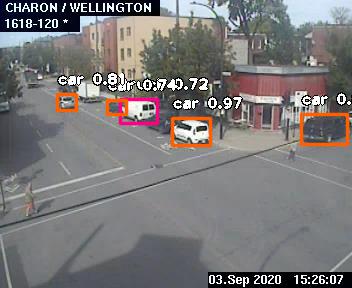 CHARON / WELLINGTON
1618-120 *
car 0.81
0.74
0.72
car 0.97
car 0.
03.Sep 2020 15:26:07